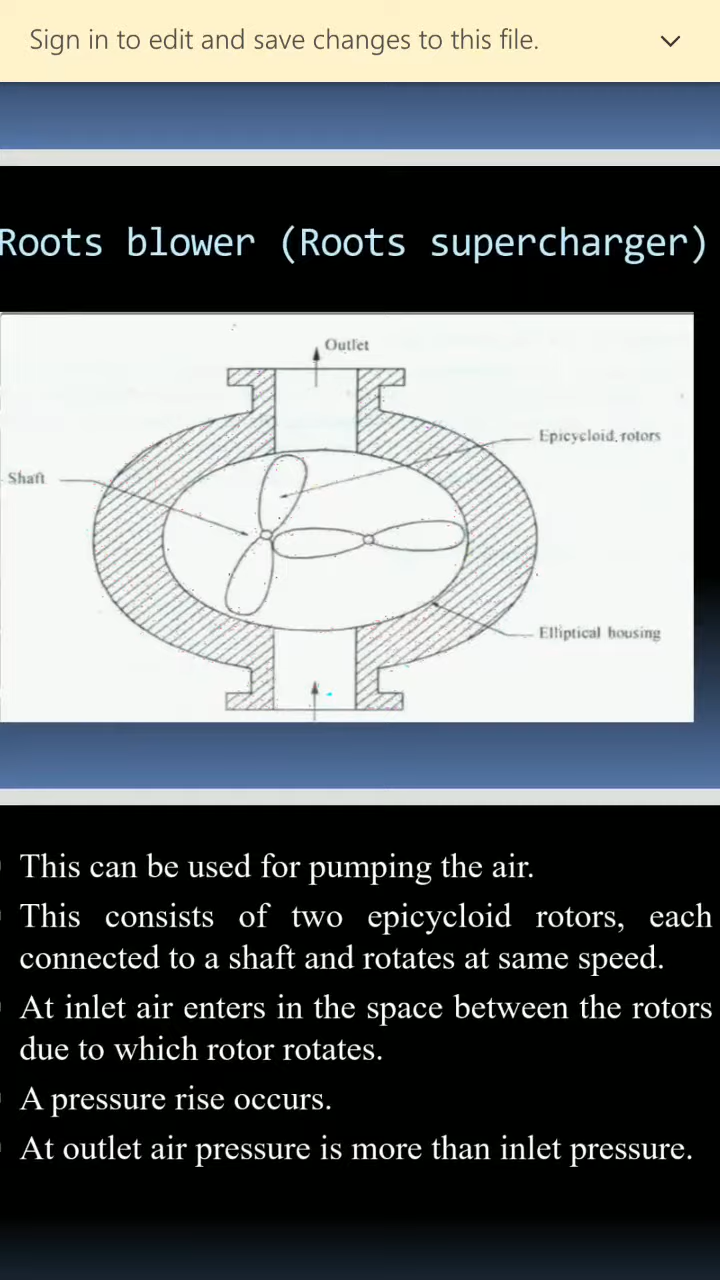 Sign in to edit and save changes to this file.
Roots blower (Roots supercharger)
Outlet
Epicycloid rotors
Shaft
Elliptical housing
This can be used for pumping the air.
This consists of two epicycloid rotors, each
connected to a shaft and rotates at same speed.
At inlet air enters in the space between the rotors
due to which rotor rotates.
A pressure rise occurs.
At outlet air pressure is more than inlet pressure.